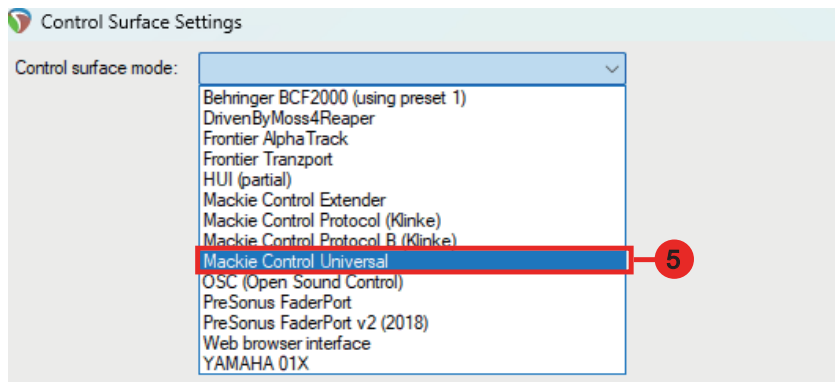 Control Surface Settings
Control surface mode:
Behringer BCF2000 (using preset 1)
DrivenByMoss4Reaper
Frontier AlphaTrack
Frontier Tranzport
HUI (partial)
Mackie Control Extender
Mackie Control Protocol (Klinke)
Mackie Control Protocol B (Klinke)
Mackie Control Universal
5
OSC (Open Sound Control)
PreSonus FaderPort
PreSonus FaderPort v2 (2018)
Web browser interface
YAMAHA 01X